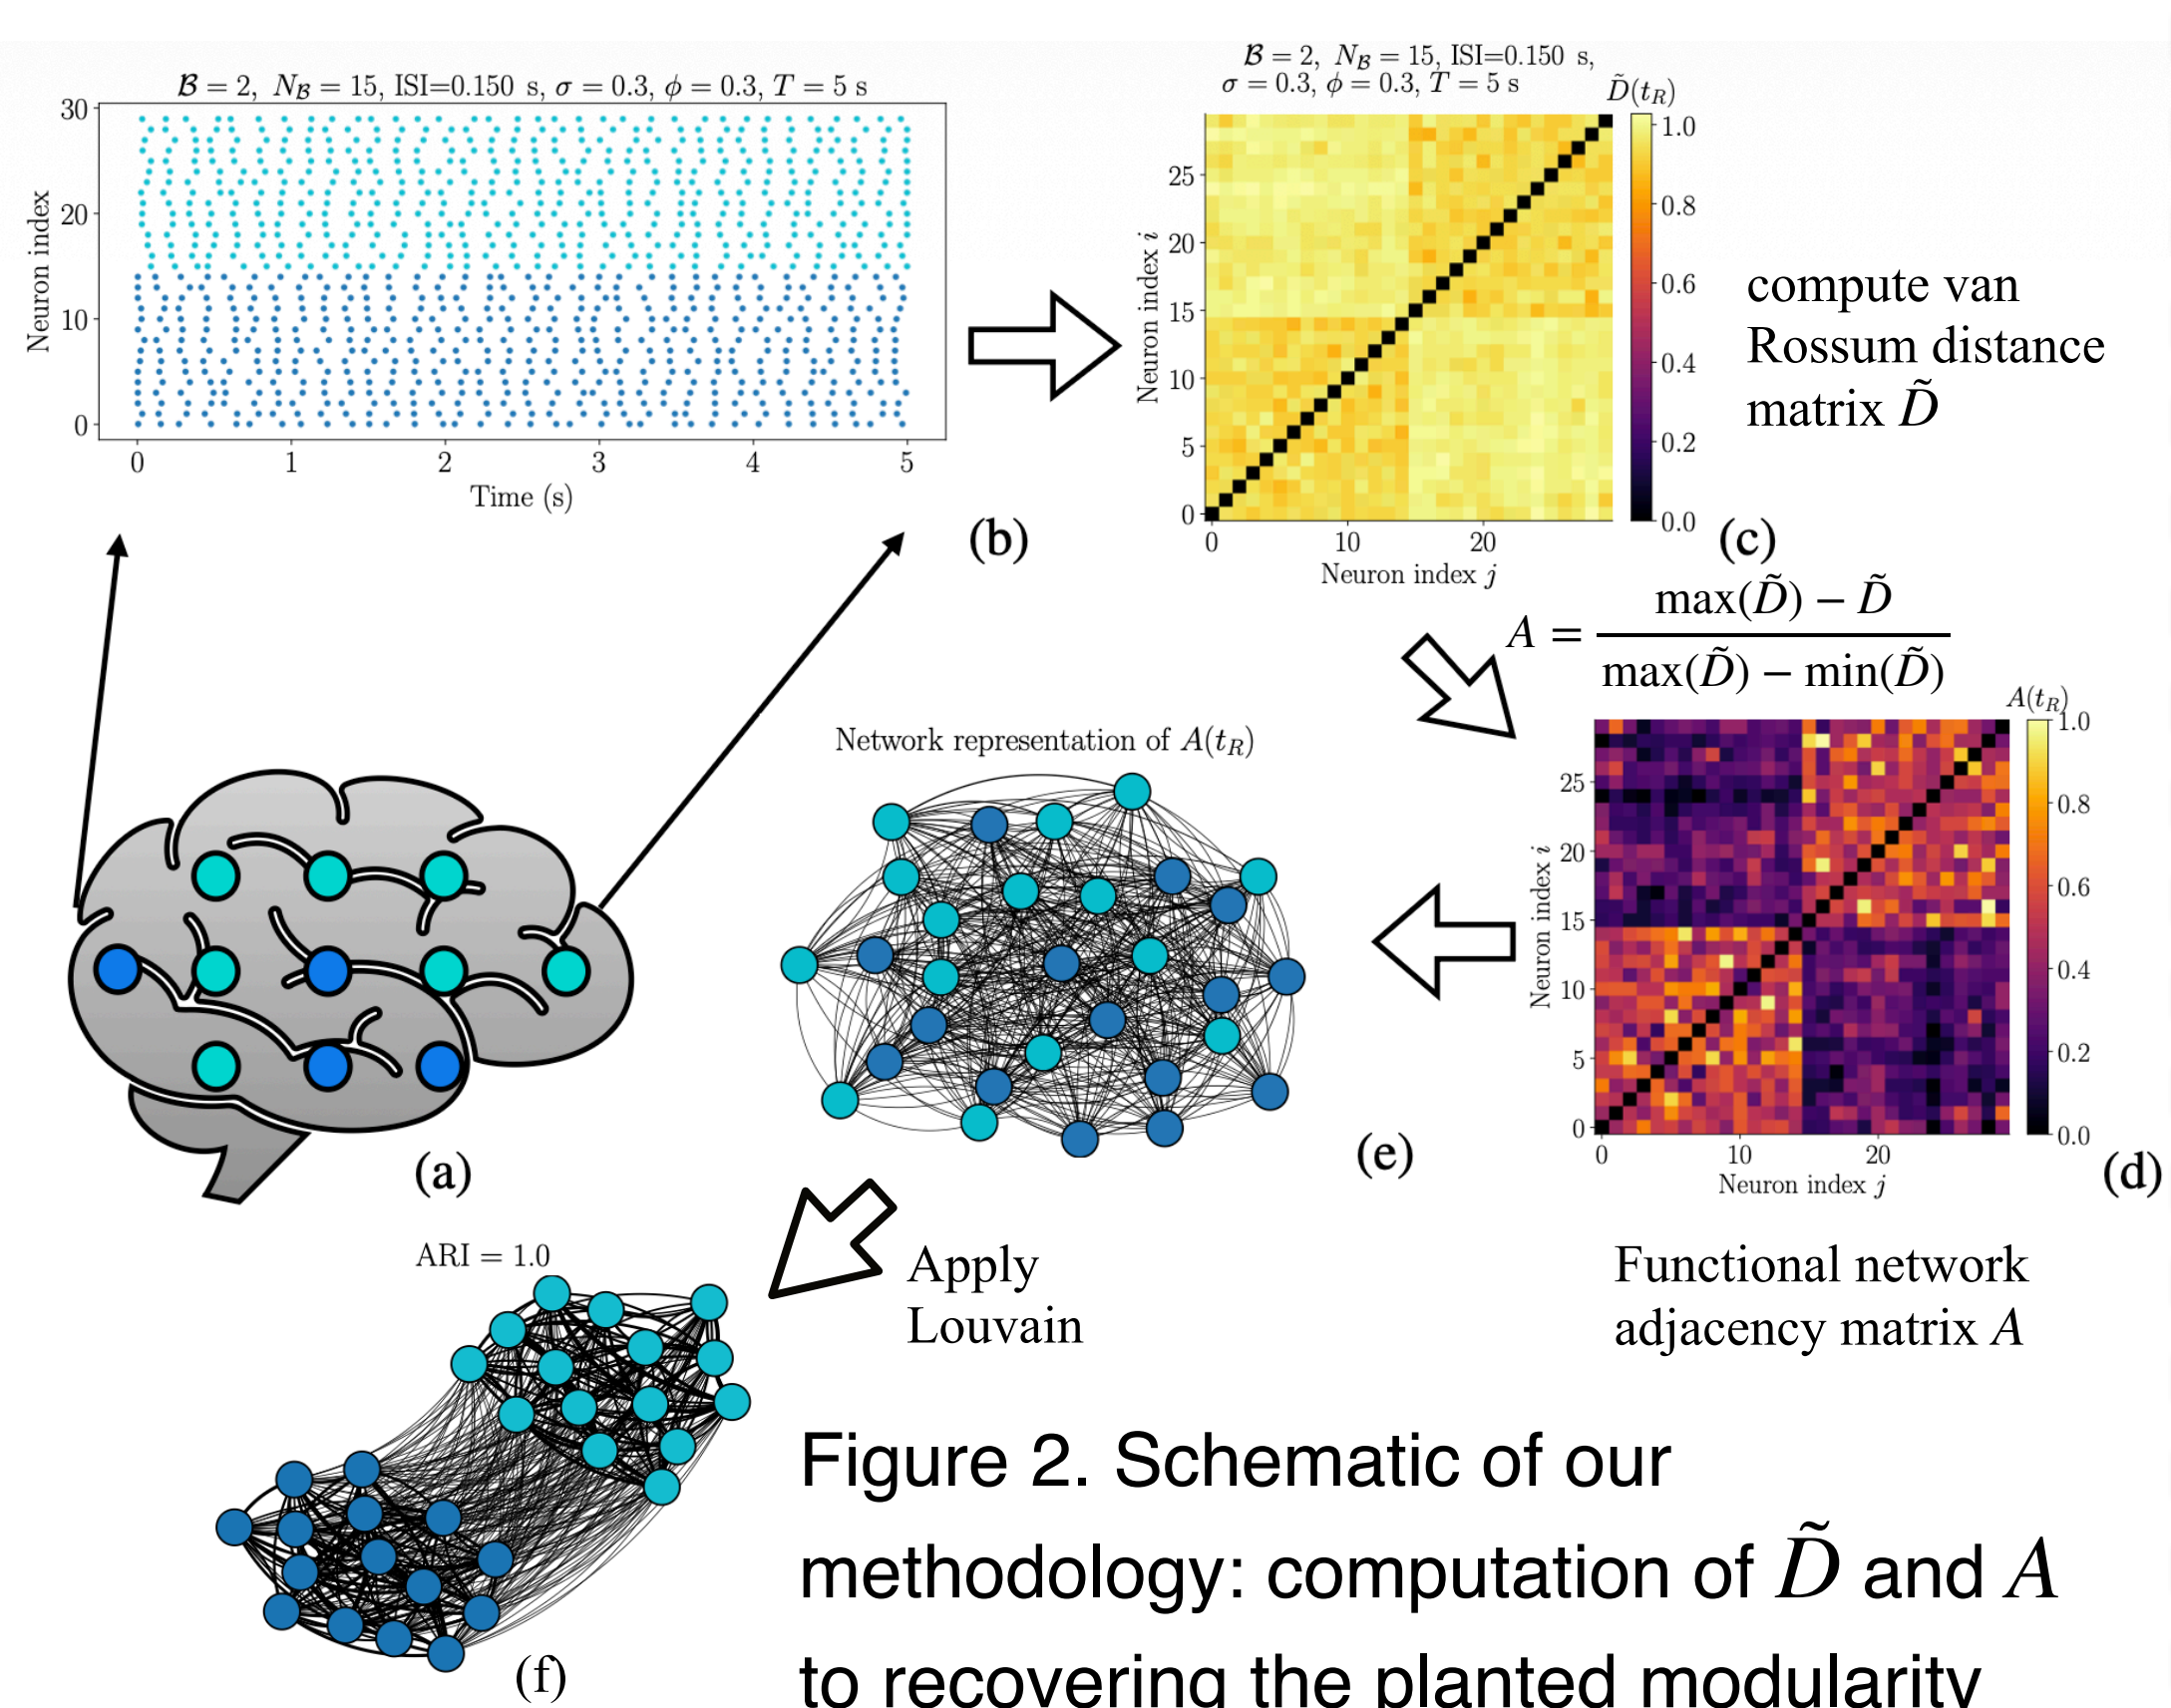 𝓑 = 2, N_𝓑 = 15, ISI=0.150 s, σ = 0.3, ϕ = 0.3, T = 5 s
30
20
10
0
Neuron index
0 1 2 3 4 5
Time (s)
(b)
𝓑 = 2, N_𝓑 = 15, ISI=0.150 s,
σ = 0.3, ϕ = 0.3, T = 5 s
D̃(t_R)
1.0
0.8
0.6
0.4
0.2
0.0
25
20
15
10
5
0
Neuron index i
0 10 20
Neuron index j
(c)
compute van
Rossum distance
matrix D̃
A = (max(D̃) − D̃) / (max(D̃) − min(D̃))
A(t_R)
1.0
0.8
0.6
0.4
0.2
0.0
25
20
15
10
5
0
Neuron index i
0 10 20
Neuron index j
(d)
Functional network
adjacency matrix A
Network representation of A(t_R)
(e)
(a)
Apply
Louvain
ARI = 1.0
(f)
Figure 2. Schematic of our
methodology: computation of D̃ and A
to recovering the planted modularity